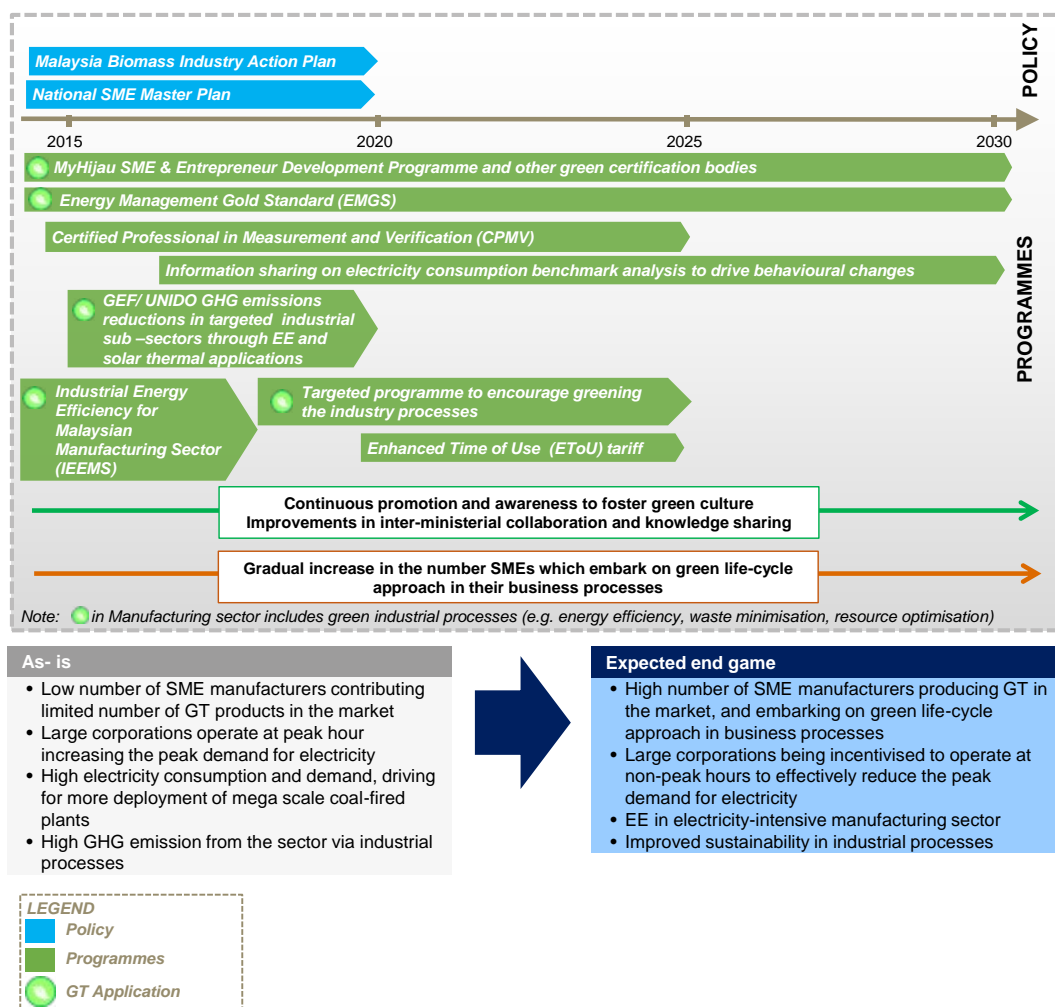 Malaysia Biomass Industry Action Plan
National SME Master Plan
POLICY
2015 2020 2025 2030
MyHijau SME & Entrepreneur Development Programme and other green certification bodies
Energy Management Gold Standard (EMGS)
Certified Professional in Measurement and Verification (CPMV)
Information sharing on electricity consumption benchmark analysis to drive behavioural changes
GEF/ UNIDO GHG emissions
reductions in targeted industrial
sub –sectors through EE and
solar thermal applications
PROGRAMMES
Industrial Energy
Efficiency for
Malaysian
Manufacturing Sector
(IEEMS)
Targeted programme to encourage greening
the industry processes
Enhanced Time of Use (EToU) tariff
Continuous promotion and awareness to foster green culture
Improvements in inter-ministerial collaboration and knowledge sharing
Gradual increase in the number SMEs which embark on green life-cycle
approach in their business processes
Note: in Manufacturing sector includes green industrial processes (e.g. energy efficiency, waste minimisation, resource optimisation)
As- is
• Low number of SME manufacturers contributing
limited number of GT products in the market
• Large corporations operate at peak hour
increasing the peak demand for electricity
• High electricity consumption and demand, driving
for more deployment of mega scale coal-fired
plants
• High GHG emission from the sector via industrial
processes
Expected end game
• High number of SME manufacturers producing GT in
the market, and embarking on green life-cycle
approach in business processes
• Large corporations being incentivised to operate at
non-peak hours to effectively reduce the peak
demand for electricity
• EE in electricity-intensive manufacturing sector
• Improved sustainability in industrial processes
LEGEND
Policy
Programmes
GT Application